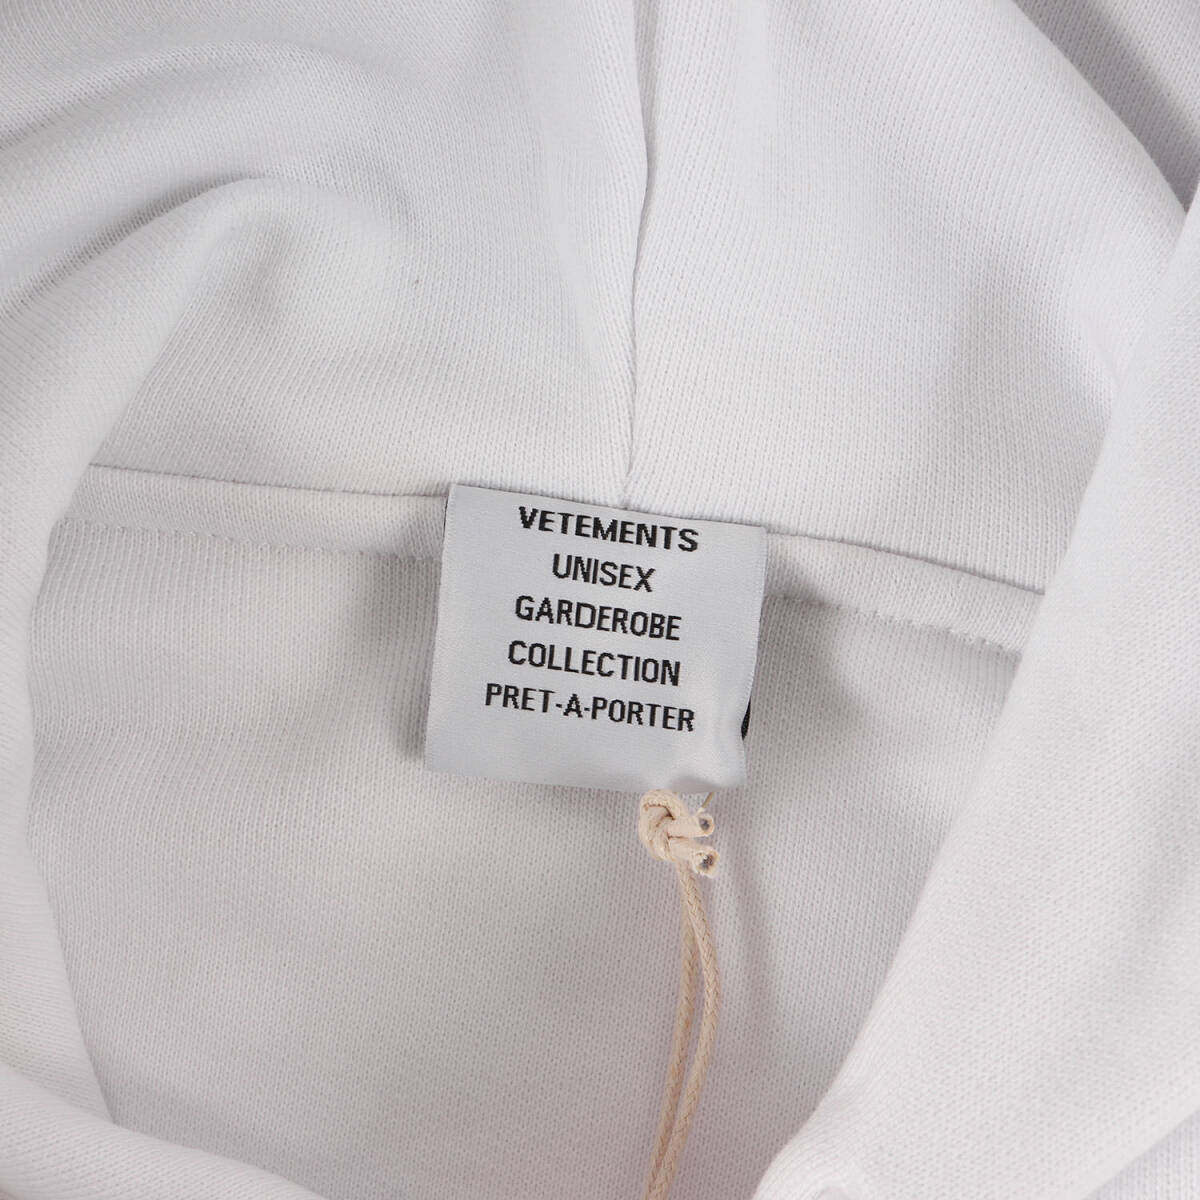 VETEMENTS
UNISEX
GARDEROBE
COLLECTION
PRET-A-PORTER